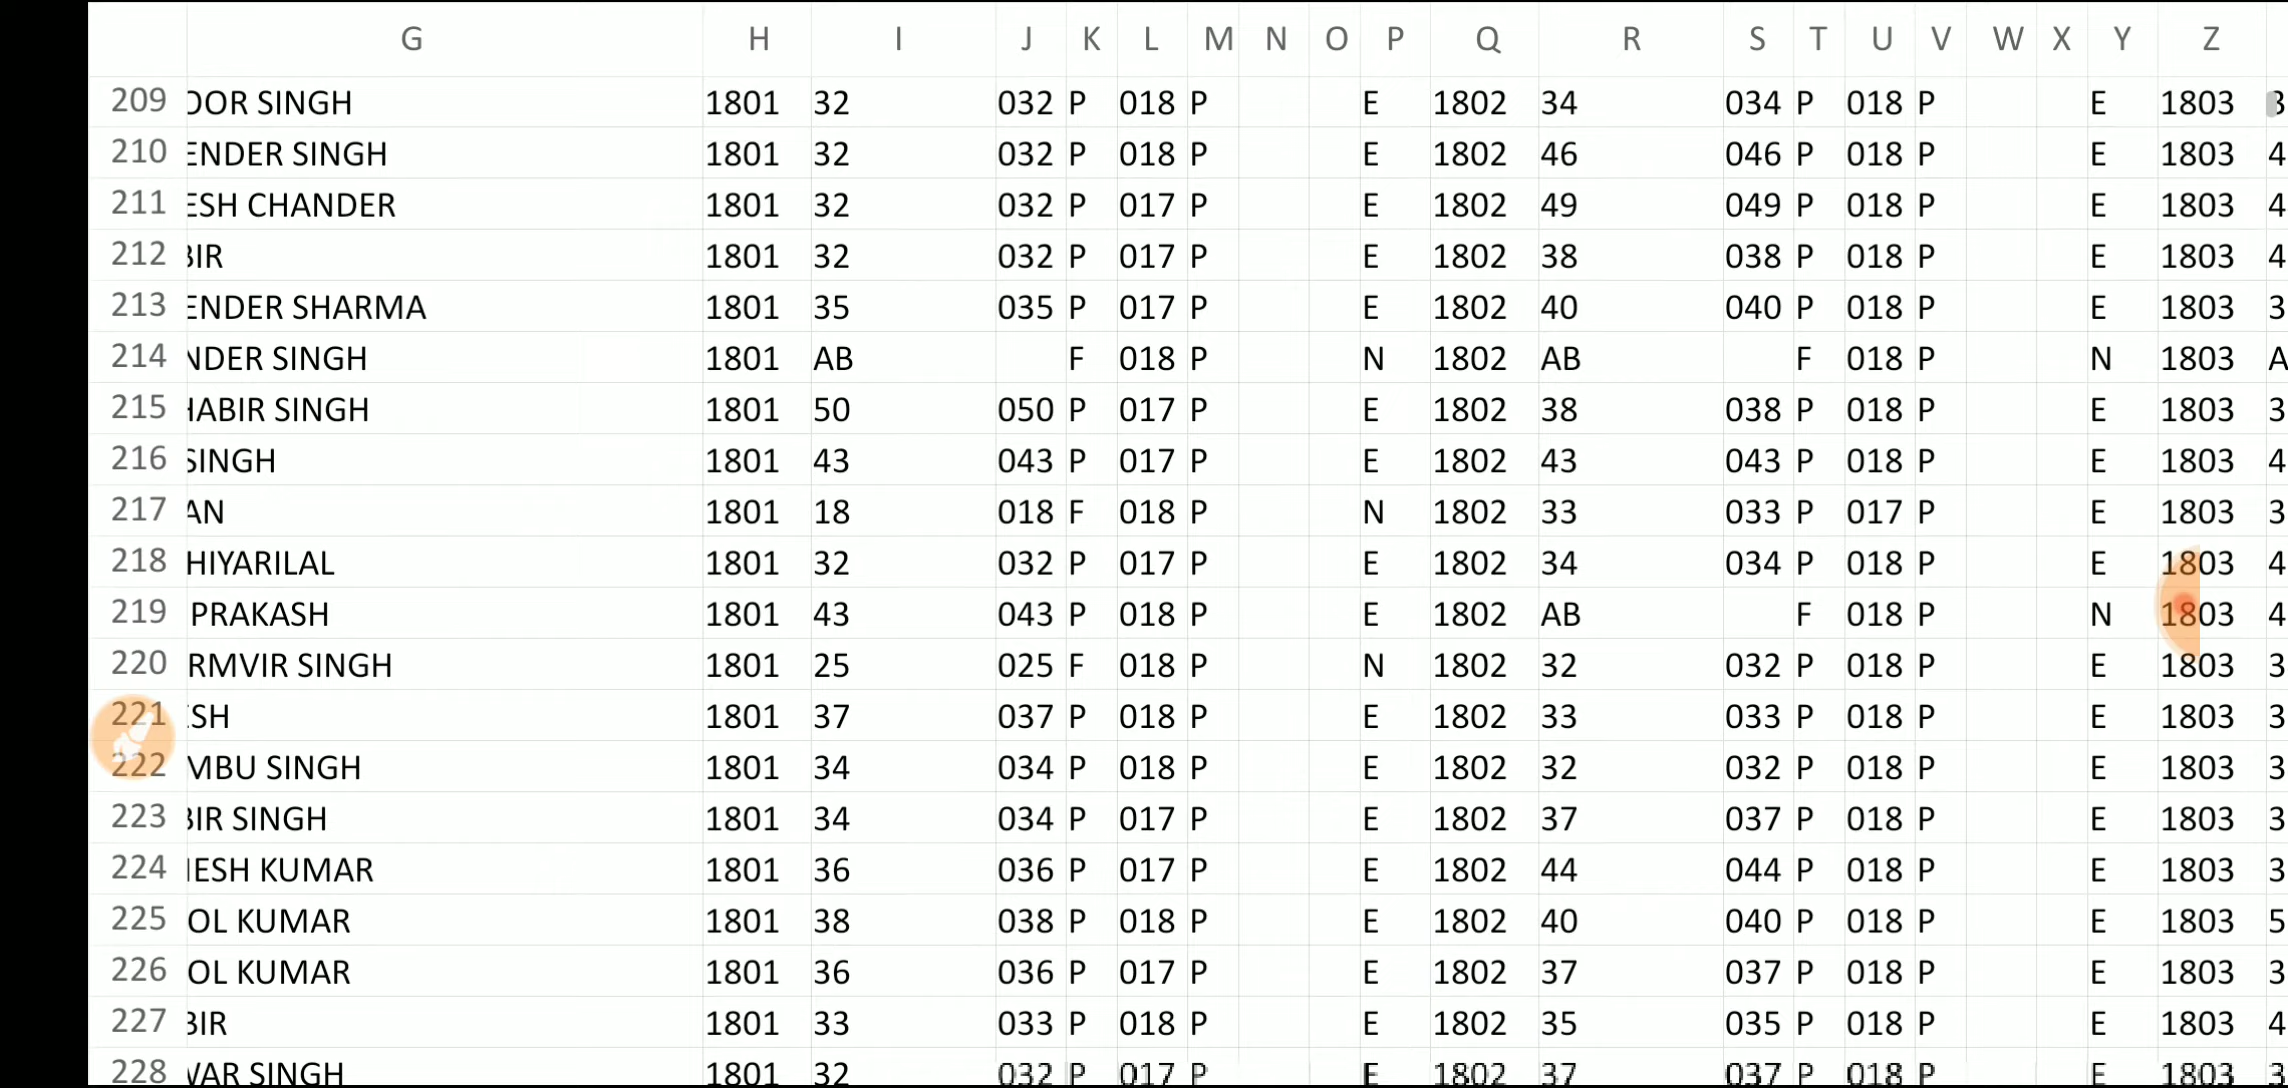 G H I J K L M N O P Q R S T U V W X Y Z
209 OOR SINGH 1801 32 032 P 018 P E 1802 34 034 P 018 P E 1803 3
210 ENDER SINGH 1801 32 032 P 018 P E 1802 46 046 P 018 P E 1803 4
211 ESH CHANDER 1801 32 032 P 017 P E 1802 49 049 P 018 P E 1803 4
212 BIR 1801 32 032 P 017 P E 1802 38 038 P 018 P E 1803 4
213 ENDER SHARMA 1801 35 035 P 017 P E 1802 40 040 P 018 P E 1803 3
214 NDER SINGH 1801 AB F 018 P N 1802 AB F 018 P N 1803 A
215 HABIR SINGH 1801 50 050 P 017 P E 1802 38 038 P 018 P E 1803 3
216 SINGH 1801 43 043 P 017 P E 1802 43 043 P 018 P E 1803 4
217 AN 1801 18 018 F 018 P N 1802 33 033 P 017 P E 1803 3
218 HIYARILAL 1801 32 032 P 017 P E 1802 34 034 P 018 P E 1803 4
219 PRAKASH 1801 43 043 P 018 P E 1802 AB F 018 P N 1803 4
220 RMVIR SINGH 1801 25 025 F 018 P N 1802 32 032 P 018 P E 1803 3
221 ESH 1801 37 037 P 018 P E 1802 33 033 P 018 P E 1803 3
222 MBU SINGH 1801 34 034 P 018 P E 1802 32 032 P 018 P E 1803 3
223 BIR SINGH 1801 34 034 P 017 P E 1802 37 037 P 018 P E 1803 3
224 ESH KUMAR 1801 36 036 P 017 P E 1802 44 044 P 018 P E 1803 3
225 OL KUMAR 1801 38 038 P 018 P E 1802 40 040 P 018 P E 1803 5
226 OL KUMAR 1801 36 036 P 017 P E 1802 37 037 P 018 P E 1803 3
227 BIR 1801 33 033 P 018 P E 1802 35 035 P 018 P E 1803 4
228 WAR SINGH 1801 32 032 P 017 P E 1802 37 037 P 018 P E 1803 3